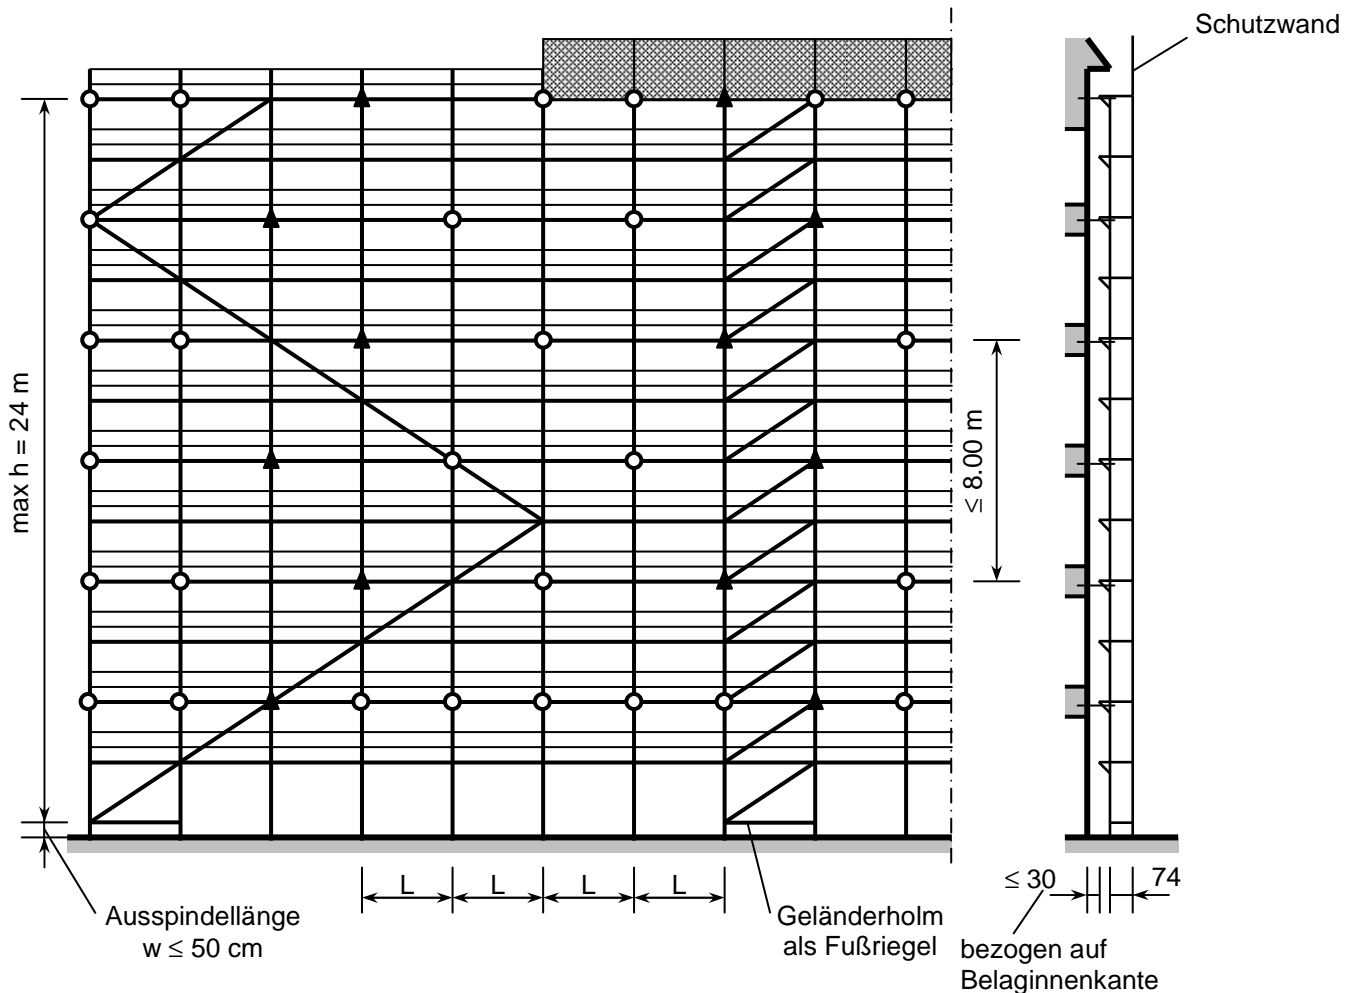 Schutzwand
max h = 24 m
≤ 8.00 m
L L L L
≤ 30 74
Ausspindellänge
w ≤ 50 cm
Geländerholm
als Fußriegel
bezogen auf
Belaginnenkante